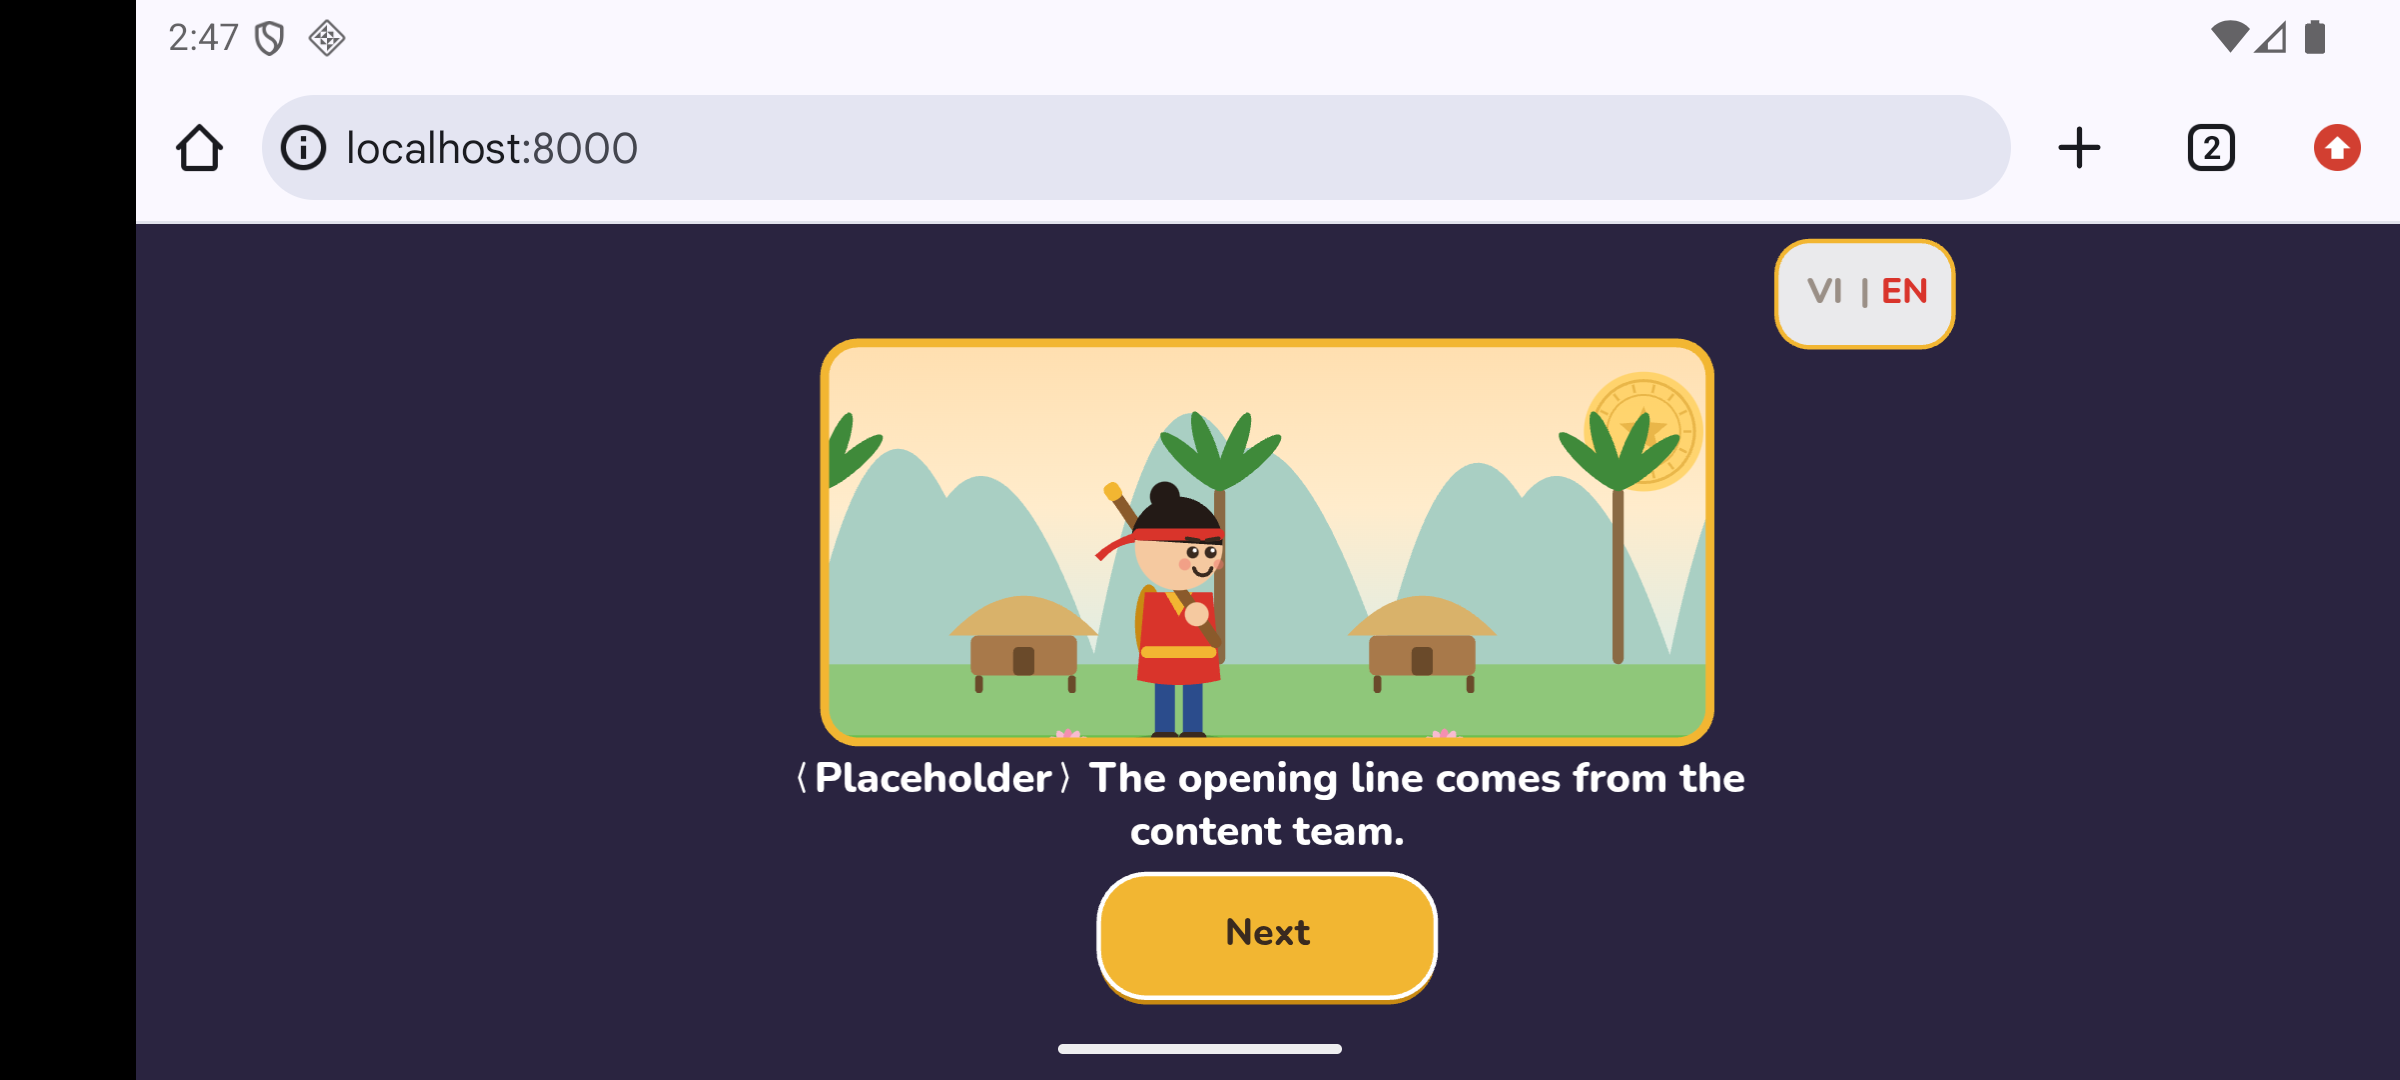 2:47
localhost:8000
2
VI | EN
⟨Placeholder⟩ The opening line comes from the
content team.
Next